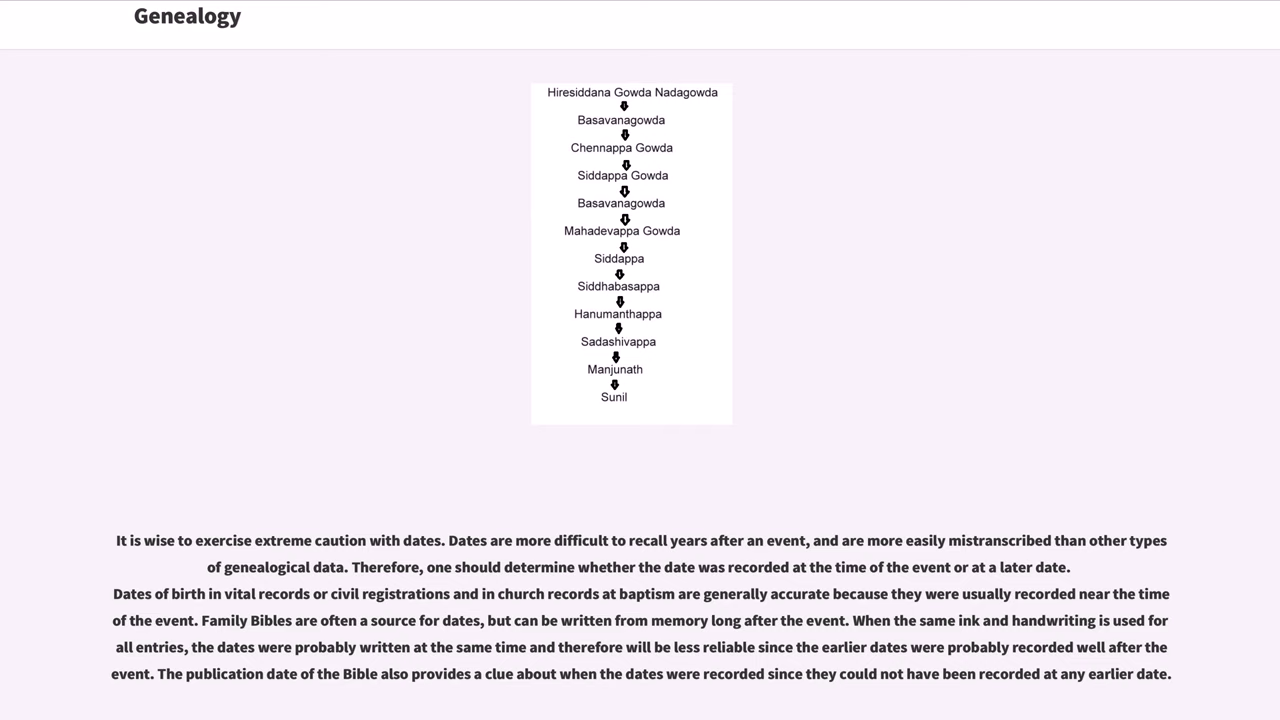 Genealogy
Hiresiddana Gowda Nadagowda
Basavanagowda
Chennappa Gowda
Siddappa Gowda
Basavanagowda
Mahadevappa Gowda
Siddappa
Siddhabasappa
Hanumanthappa
Sadashivappa
Manjunath
Sunil
It is wise to exercise extreme caution with dates. Dates are more difficult to recall years after an event, and are more easily mistranscribed than other types
of genealogical data. Therefore, one should determine whether the date was recorded at the time of the event or at a later date.
Dates of birth in vital records or civil registrations and in church records at baptism are generally accurate because they were usually recorded near the time
of the event. Family Bibles are often a source for dates, but can be written from memory long after the event. When the same ink and handwriting is used for
all entries, the dates were probably written at the same time and therefore will be less reliable since the earlier dates were probably recorded well after the
event. The publication date of the Bible also provides a clue about when the dates were recorded since they could not have been recorded at any earlier date.